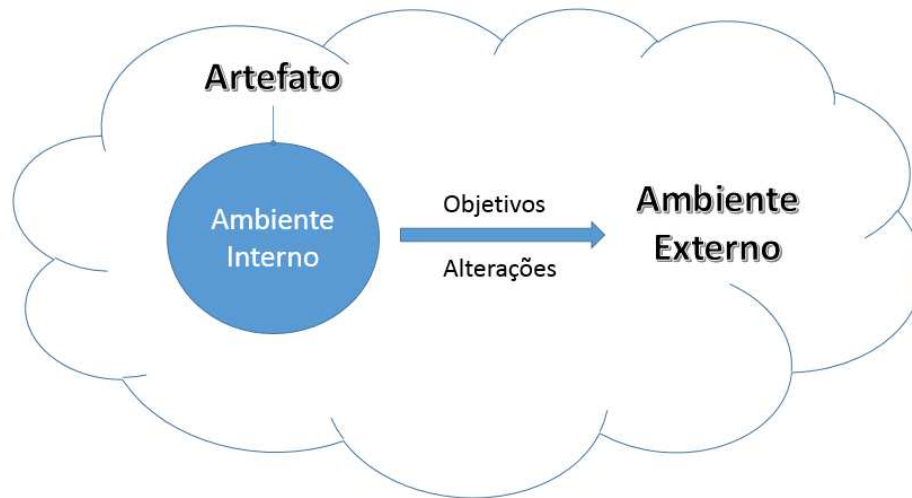 Artefato
Ambiente
Interno
Objetivos
Alterações
Ambiente
Externo